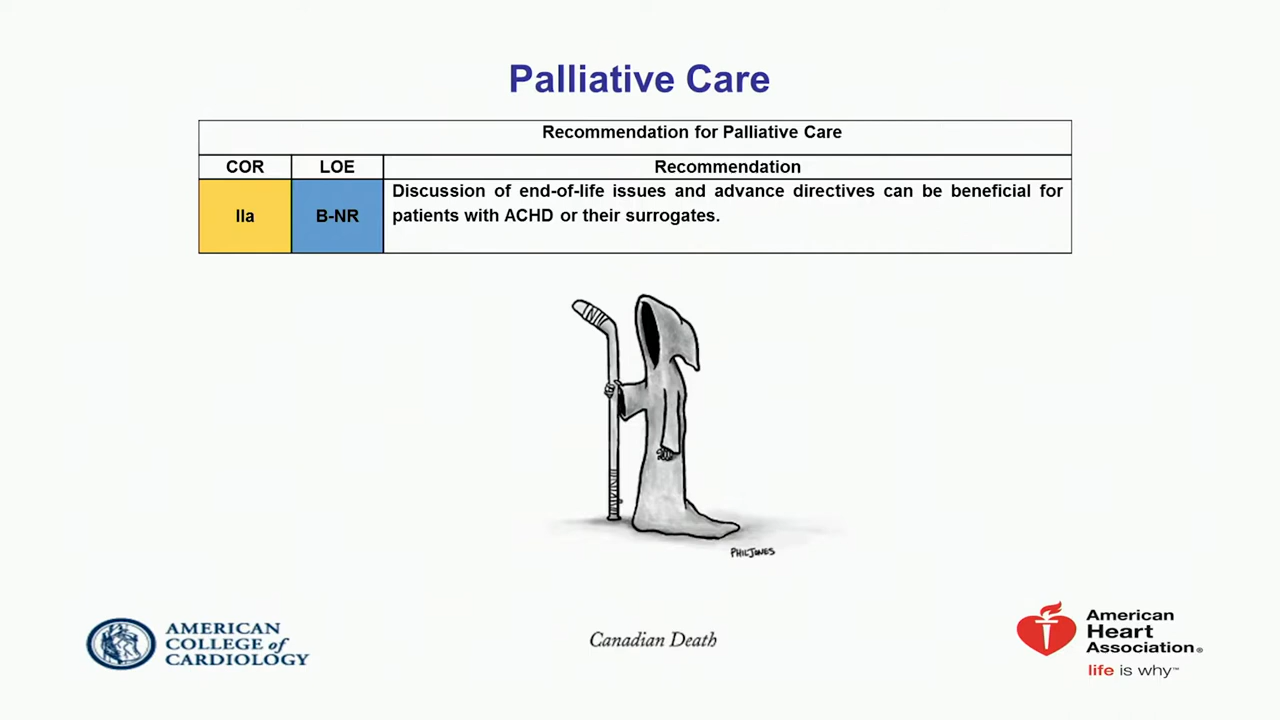 Palliative Care
Recommendation for Palliative Care
COR LOE Recommendation
IIa B-NR Discussion of end-of-life issues and advance directives can be beneficial for
patients with ACHD or their surrogates.
PHIL JONES
Canadian Death
AMERICAN
COLLEGE of
CARDIOLOGY
American
Heart
Association®
life is why™